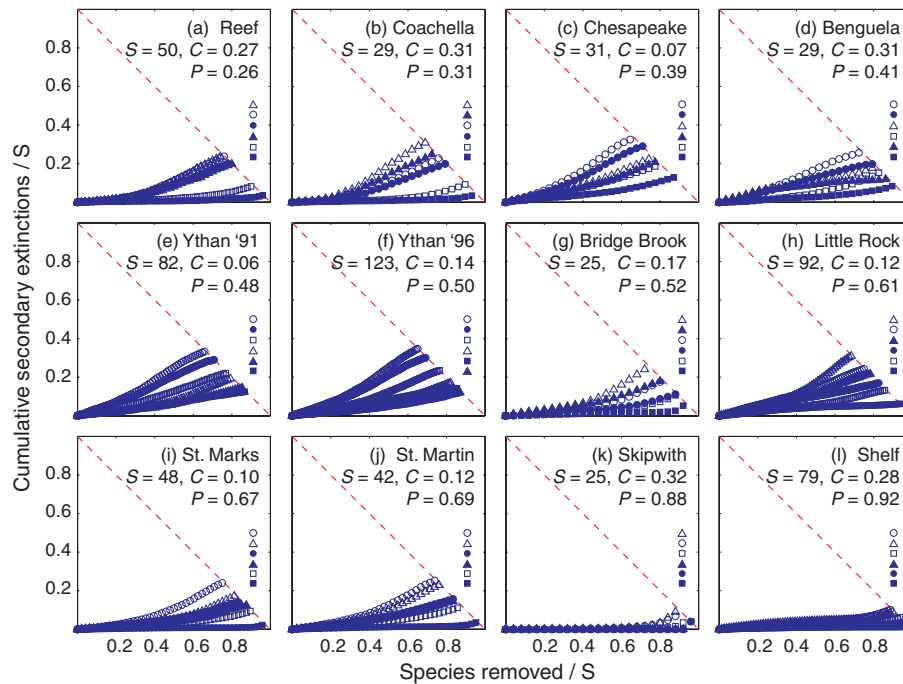 (a) Reef
S = 50, C = 0.27
P = 0.26
(b) Coachella
S = 29, C = 0.31
P = 0.31
(c) Chesapeake
S = 31, C = 0.07
P = 0.39
(d) Benguela
S = 29, C = 0.31
P = 0.41
0.8
0.6
0.4
0.2
(e) Ythan ‘91
S = 82, C = 0.06
P = 0.48
(f) Ythan ‘96
S = 123, C = 0.14
P = 0.50
(g) Bridge Brook
S = 25, C = 0.17
P = 0.52
(h) Little Rock
S = 92, C = 0.12
P = 0.61
0.8
0.6
0.4
0.2
(i) St. Marks
S = 48, C = 0.10
P = 0.67
(j) St. Martin
S = 42, C = 0.12
P = 0.69
(k) Skipwith
S = 25, C = 0.32
P = 0.88
(l) Shelf
S = 79, C = 0.28
P = 0.92
0.8
0.6
0.4
0.2
0.2 0.4 0.6 0.8
0.2 0.4 0.6 0.8
0.2 0.4 0.6 0.8
0.2 0.4 0.6 0.8
Cumulative secondary extinctions / S
Species removed / S